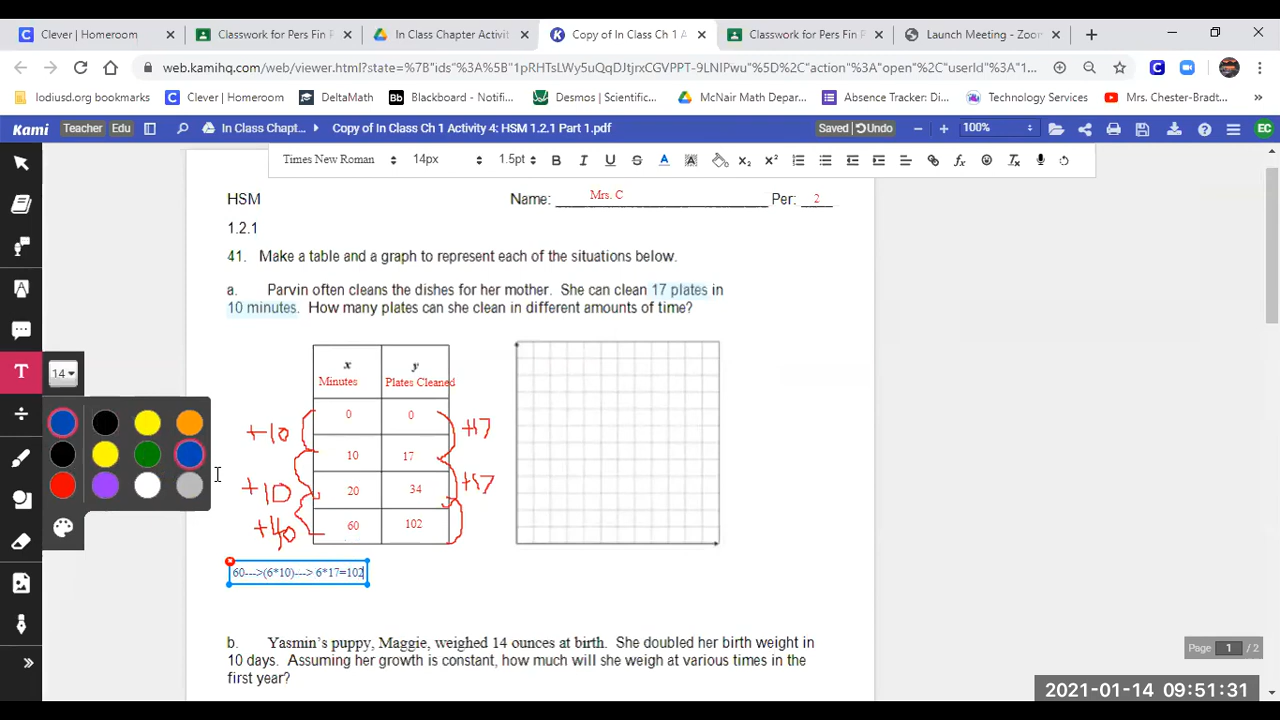 Clever | Homeroom
Classwork for Pers Fin F
In Class Chapter Activit
Copy of In Class Ch 1 A
Classwork for Pers Fin P
Launch Meeting - Zoo
web.kamihq.com/web/viewer.html?state=%7B"ids"%3A%5B"1pRHTsLWy5uQqDJtjrxCGVPPT-9LNIPwu"%5D%2C"action"%3A"open"%2C"userId"%3A"1...
lodiusd.org bookmarks
Clever | Homeroom
DeltaMath
Bb Blackboard - Notifi...
Desmos | Scientific...
McNair Math Depar...
Absence Tracker: Di...
Technology Services
Mrs. Chester-Bradt...
Kami Teacher Edu
In Class Chapt...
Copy of In Class Ch 1 Activity 4: HSM 1.2.1 Part 1.pdf
Saved Undo
100%
EC
Times New Roman 14px 1.5pt
HSM Name: Mrs. C Per: 2
1.2.1
41. Make a table and a graph to represent each of the situations below.
a. Parvin often cleans the dishes for her mother. She can clean 17 plates in
10 minutes. How many plates can she clean in different amounts of time?
T 14
x y
Minutes Plates Cleaned
0 0
+10 +17
10 17
20 34
+10 +17
60 102
+40
60--->(6*10)---> 6*17=102
b. Yasmin's puppy, Maggie, weighed 14 ounces at birth. She doubled her birth weight in
10 days. Assuming her growth is constant, how much will she weigh at various times in the
first year?
Page 1 / 2
2021-01-14 09:51:31